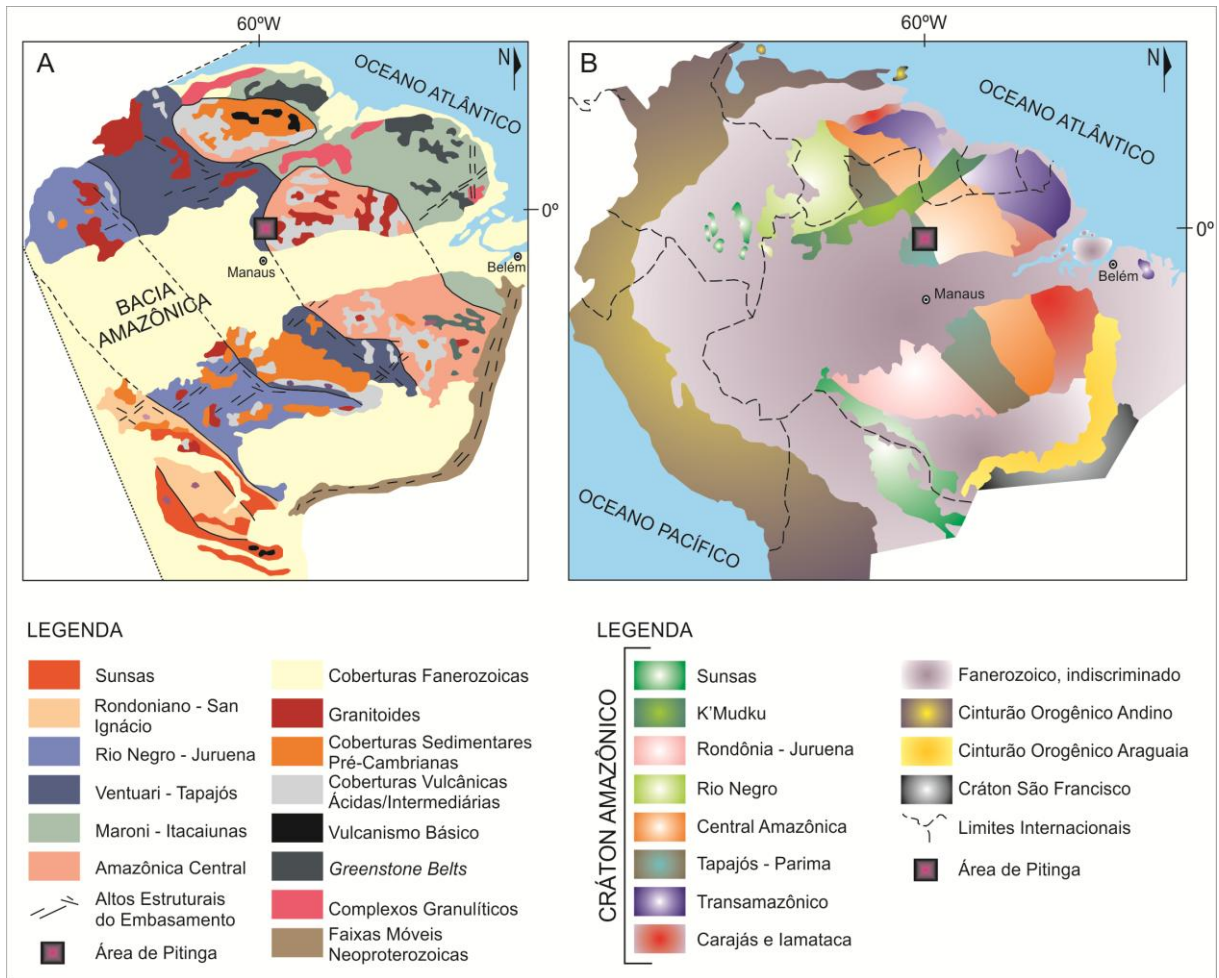 60ºW
A
N
OCEANO ATLÂNTICO
0º
Manaus
Belém
BACIA
AMAZÔNICA
60ºW
B
N
OCEANO ATLÂNTICO
0º
Belém
Manaus
OCEANO PACÍFICO
LEGENDA
Sunsas
Rondoniano - San
Ignácio
Rio Negro - Juruena
Ventuari - Tapajós
Maroni - Itacaiunas
Amazônica Central
Altos Estruturais
do Embasamento
Área de Pitinga
Coberturas Fanerozoicas
Granitoides
Coberturas Sedimentares
Pré-Cambrianas
Coberturas Vulcânicas
Ácidas/Intermediárias
Vulcanismo Básico
Greenstone Belts
Complexos Granulíticos
Faixas Móveis
Neoproterozoicas
LEGENDA
CRÁTON AMAZÔNICO
Sunsas
K'Mudku
Rondônia - Juruena
Rio Negro
Central Amazônica
Tapajós - Parima
Transamazônico
Carajás e Iamataca
Fanerozoico, indiscriminado
Cinturão Orogênico Andino
Cinturão Orogênico Araguaia
Cráton São Francisco
Limites Internacionais
Área de Pitinga